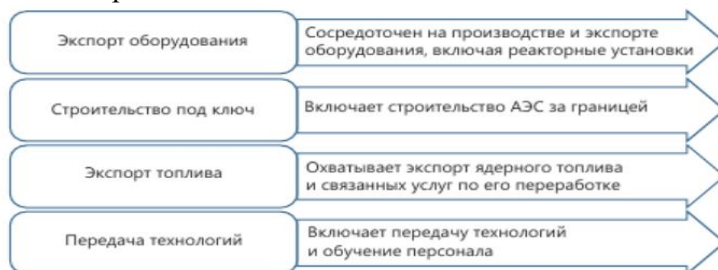 Экспорт оборудования
Сосредоточен на производстве и экспорте
оборудования, включая реакторные установки
Строительство под ключ
Включает строительство АЭС за границей
Экспорт топлива
Охватывает экспорт ядерного топлива
и связанных услуг по его переработке
Передача технологий
Включает передачу технологий
и обучение персонала